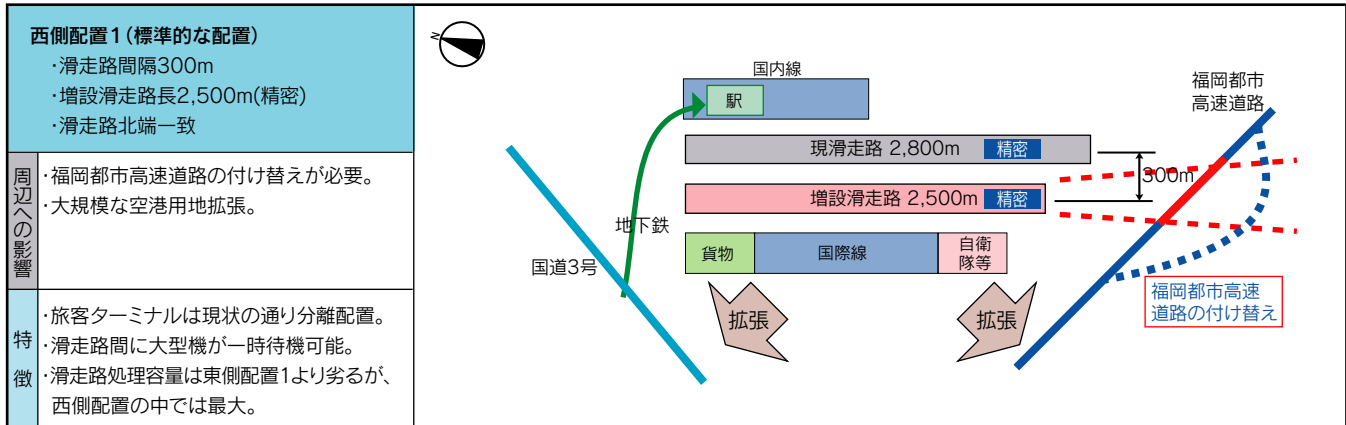 西側配置1(標準的な配置)
・滑走路間隔300m
・増設滑走路長2,500m(精密)
・滑走路北端一致
周辺への影響
・福岡都市高速道路の付け替えが必要。
・大規模な空港用地拡張。
特徴
・旅客ターミナルは現状の通り分離配置。
・滑走路間に大型機が一時待機可能。
・滑走路処理容量は東側配置1より劣るが、
西側配置の中では最大。
N
国内線
駅
福岡都市
高速道路
現滑走路 2,800m 精密
300m
増設滑走路 2,500m 精密
地下鉄
国道3号
貨物
国際線
自衛
隊等
拡張
拡張
福岡都市高速
道路の付け替え